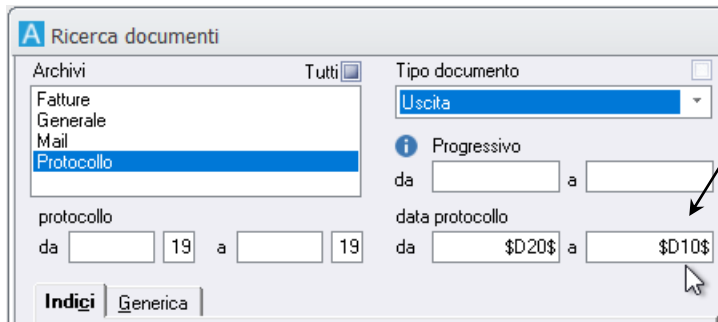 A Ricerca documenti
Archivi Tutti
Fatture
Generale
Mail
Protocollo
Tipo documento
Uscita
i Progressivo
da a
protocollo
da 19 a 19
data protocollo
da $D20$ a $D10$
Indici Generica